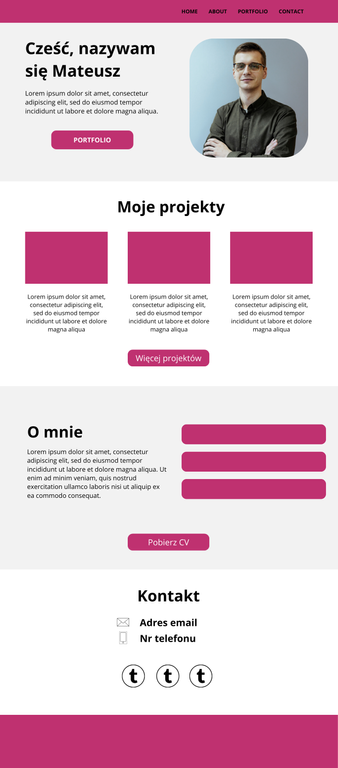 HOME ABOUT PORTFOLIO CONTACT
Cześć, nazywam
się Mateusz
Lorem ipsum dolor sit amet, consectetur
adipiscing elit, sed do eiusmod tempor
incididunt ut labore et dolore magna aliqua.
PORTFOLIO
Moje projekty
Lorem ipsum dolor sit amet,
consectetur adipiscing elit,
sed do eiusmod tempor
incididunt ut labore et dolore
magna aliqua
Lorem ipsum dolor sit amet,
consectetur adipiscing elit,
sed do eiusmod tempor
incididunt ut labore et dolore
magna aliqua
Lorem ipsum dolor sit amet,
consectetur adipiscing elit,
sed do eiusmod tempor
incididunt ut labore et dolore
magna aliqua
Więcej projektów
O mnie
Lorem ipsum dolor sit amet, consectetur
adipiscing elit, sed do eiusmod tempor
incididunt ut labore et dolore magna aliqua. Ut
enim ad minim veniam, quis nostrud
exercitation ullamco laboris nisi ut aliquip ex
ea commodo consequat.
Pobierz CV
Kontakt
Adres email
Nr telefonu
t t t